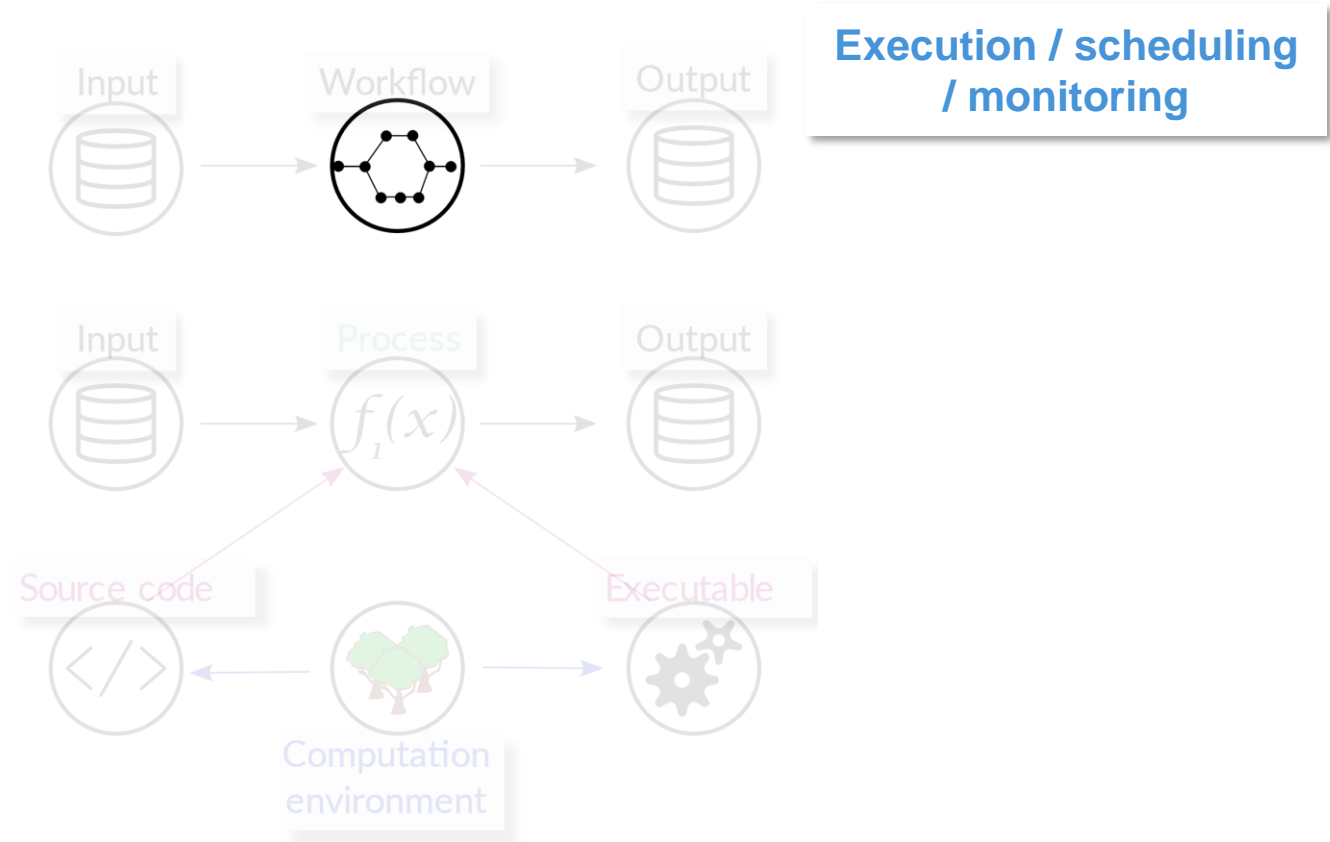 Execution / scheduling
/ monitoring
Input
Workflow
Output
Input
Process
Output
f₁(x)
Source code
</>
Executable
Computation
environment